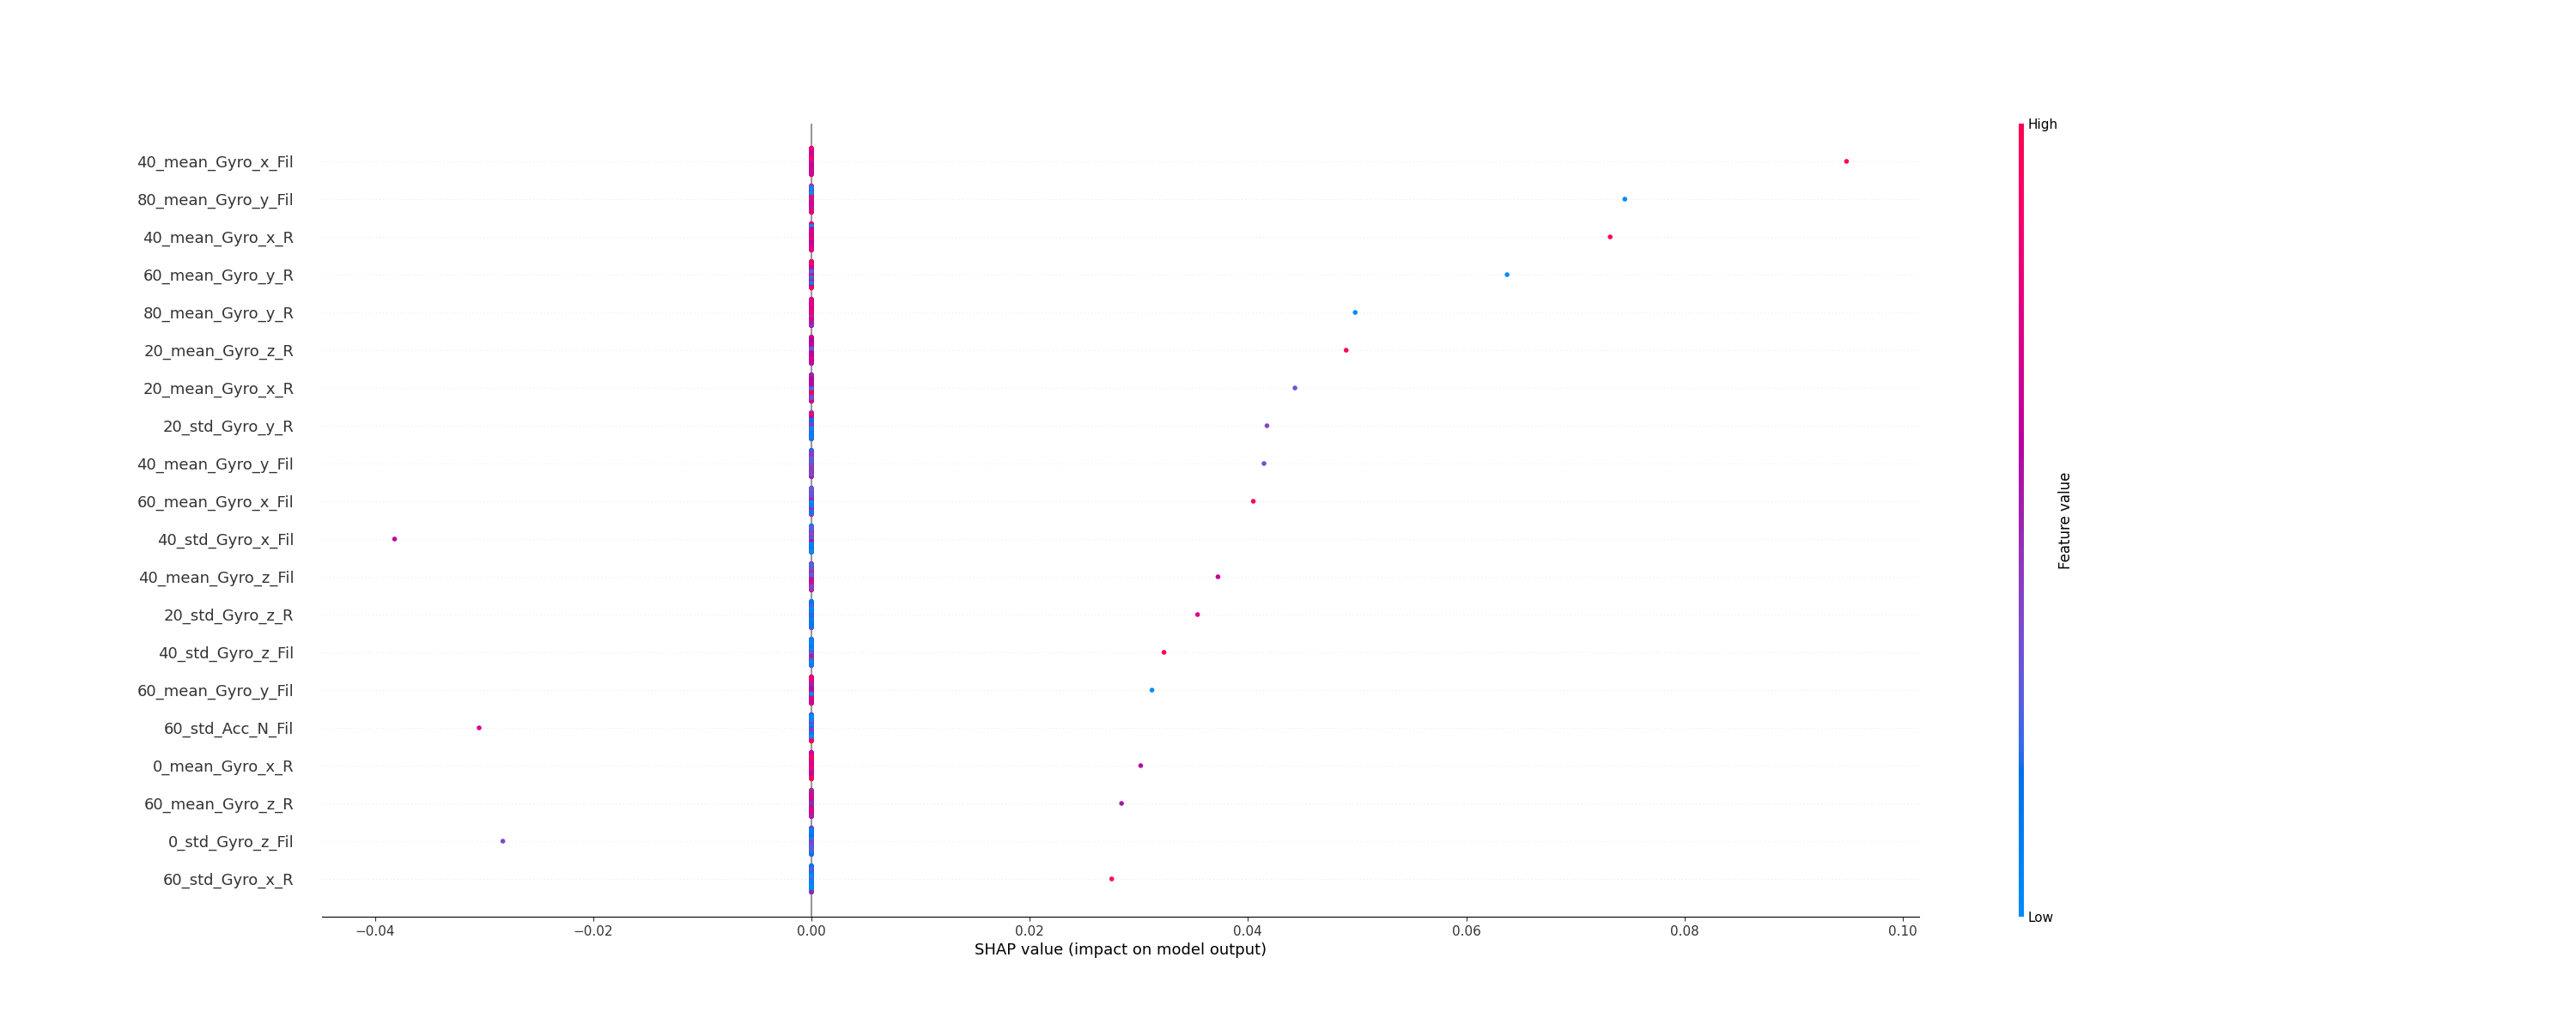 High
40_mean_Gyro_x_Fil
80_mean_Gyro_y_Fil
40_mean_Gyro_x_R
60_mean_Gyro_y_R
80_mean_Gyro_y_R
20_mean_Gyro_z_R
20_mean_Gyro_x_R
20_std_Gyro_y_R
40_mean_Gyro_y_Fil
60_mean_Gyro_x_Fil
40_std_Gyro_x_Fil
40_mean_Gyro_z_Fil
20_std_Gyro_z_R
40_std_Gyro_z_Fil
60_mean_Gyro_y_Fil
60_std_Acc_N_Fil
0_mean_Gyro_x_R
60_mean_Gyro_z_R
0_std_Gyro_z_Fil
60_std_Gyro_x_R
Feature value
Low
−0.04 −0.02 0.00 0.02 0.04 0.06 0.08 0.10
SHAP value (impact on model output)